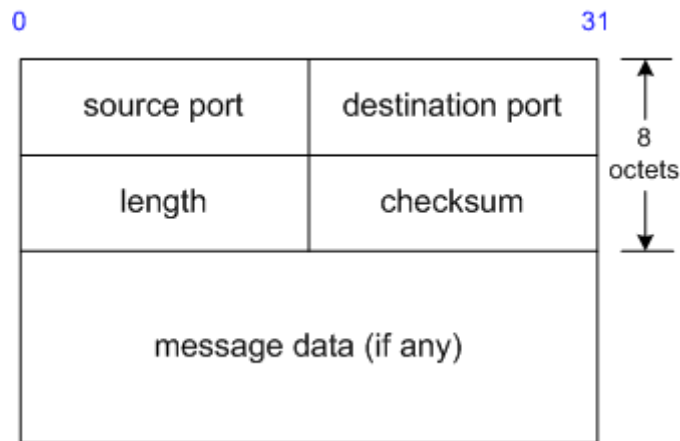 0 31
source port destination port
8
octets
length checksum
message data (if any)